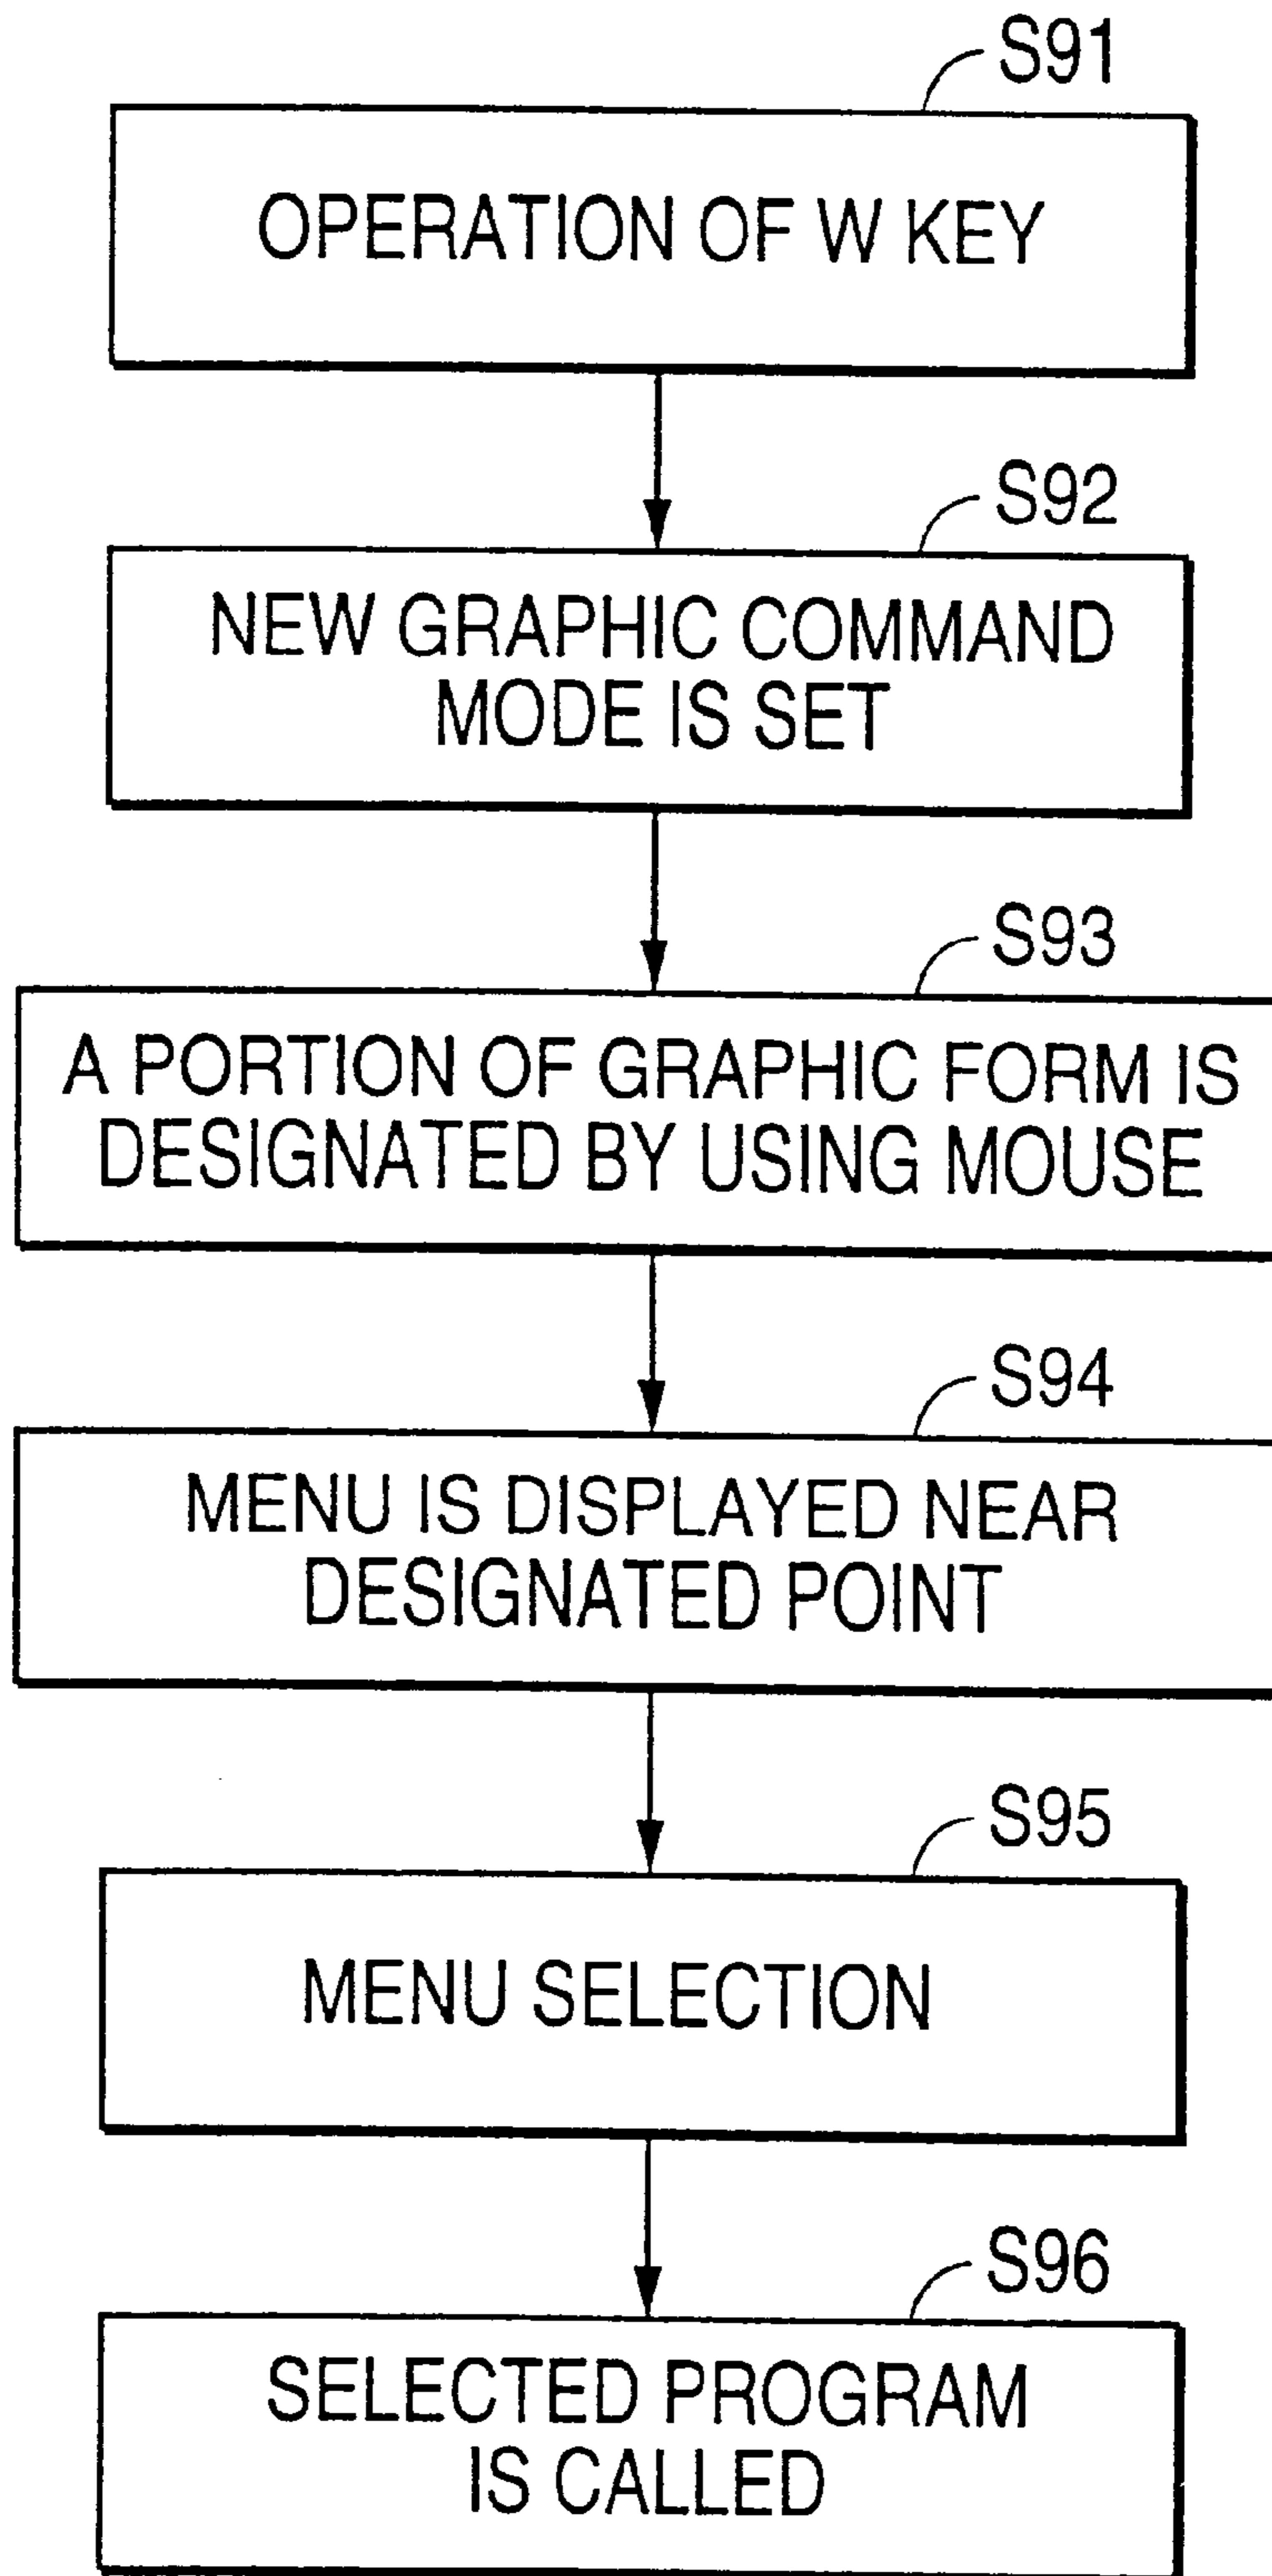 S91
OPERATION OF W KEY
S92
NEW GRAPHIC COMMAND
MODE IS SET
S93
A PORTION OF GRAPHIC FORM IS
DESIGNATED BY USING MOUSE
S94
MENU IS DISPLAYED NEAR
DESIGNATED POINT
S95
MENU SELECTION
S96
SELECTED PROGRAM
IS CALLED